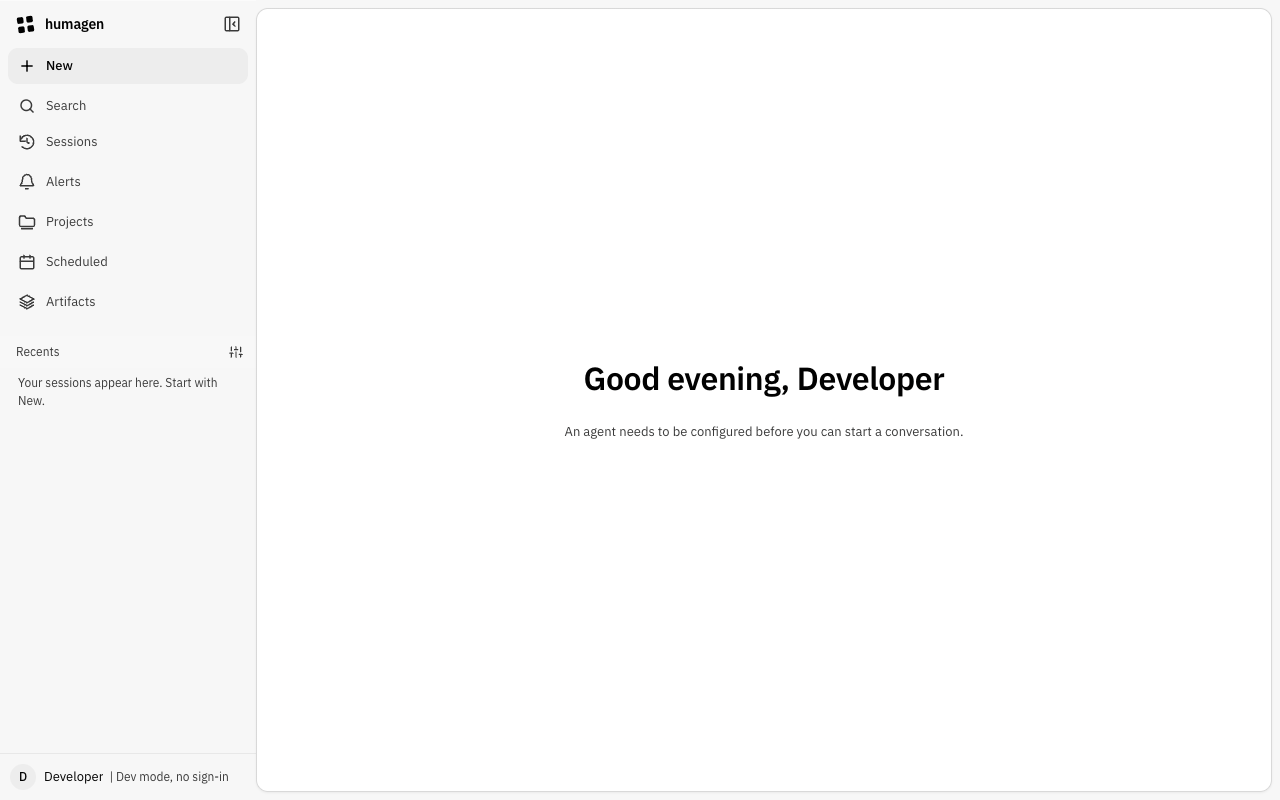 humagen
New
Search
Sessions
Alerts
Projects
Scheduled
Artifacts
Recents
Your sessions appear here. Start with
New.
D Developer | Dev mode, no sign-in
Good evening, Developer
An agent needs to be configured before you can start a conversation.